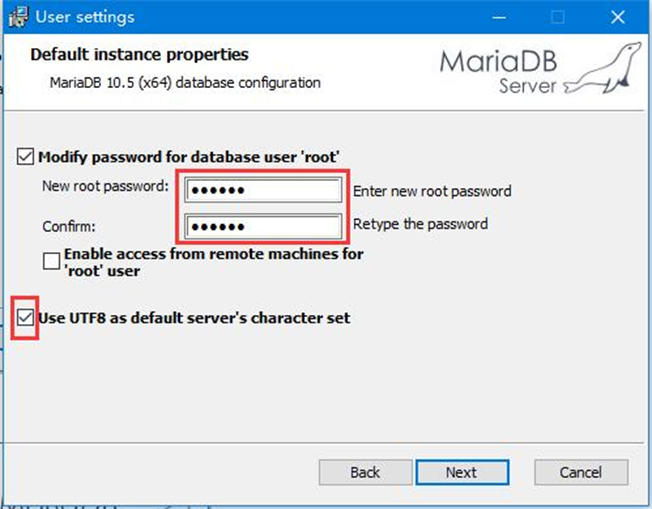 User settings
Default instance properties
MariaDB 10.5 (x64) database configuration
MariaDB
Server
Modify password for database user 'root'
New root password: ●●●●●● Enter new root password
Confirm: ●●●●●● Retype the password
Enable access from remote machines for
'root' user
Use UTF8 as default server's character set
Back Next Cancel